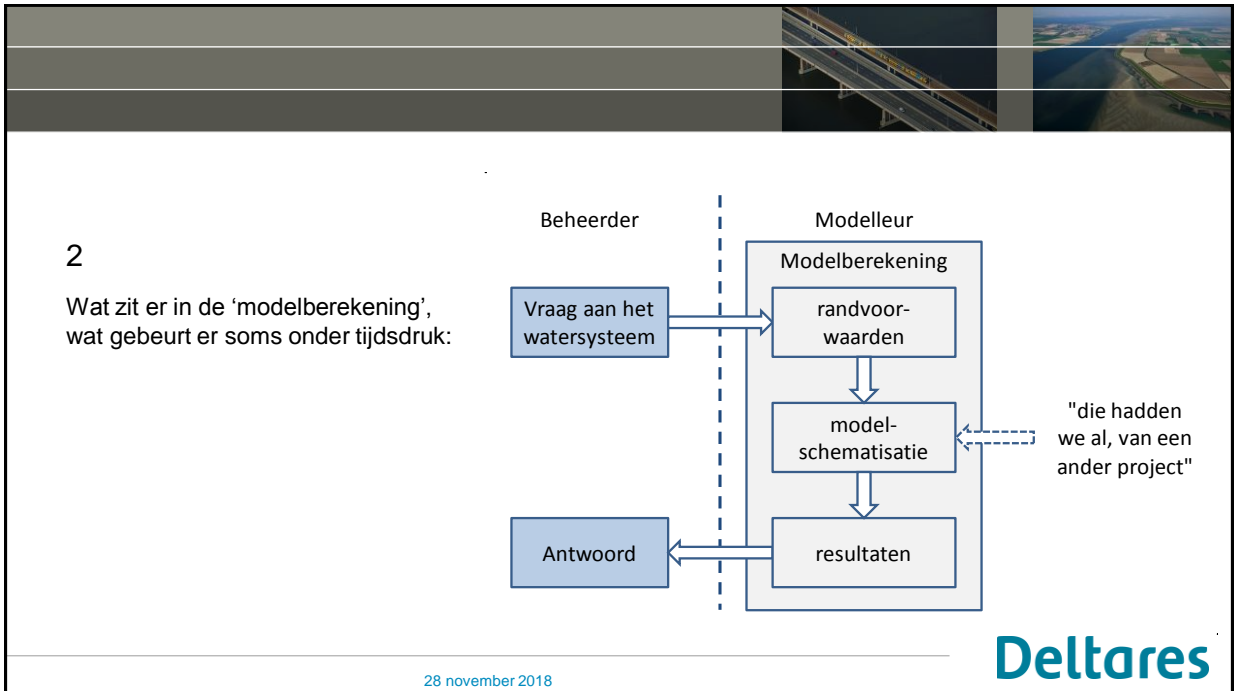 2
Wat zit er in de ‘modelberekening’,
wat gebeurt er soms onder tijdsdruk:
Beheerder
Modelleur
Modelberekening
Vraag aan het
watersysteem
randvoor-
waarden
model-
schematisatie
"die hadden
we al, van een
ander project"
Antwoord
resultaten
28 november 2018
Deltares